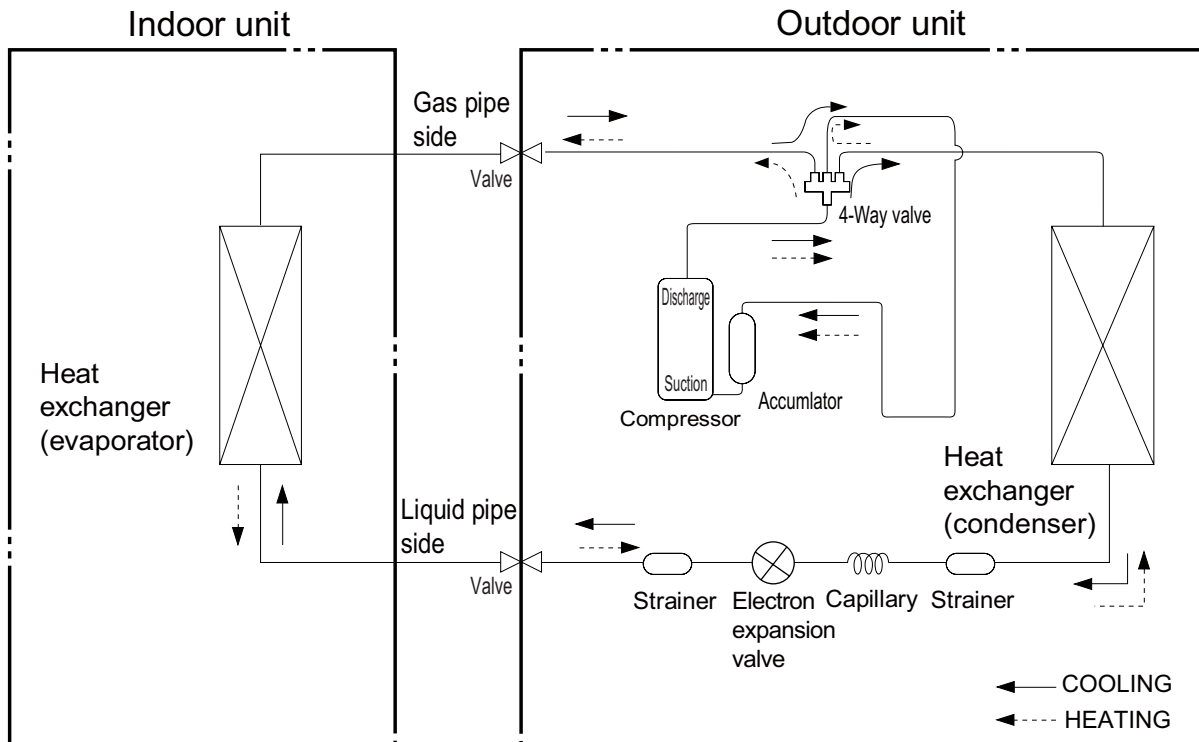 Indoor unit
Outdoor unit
Gas pipe
side
Valve
4-Way valve
Discharge
Suction
Compressor
Accumlator
Heat
exchanger
(evaporator)
Heat
exchanger
(condenser)
Liquid pipe
side
Valve
Strainer
Electron
expansion
valve
Capillary
Strainer
COOLING
HEATING